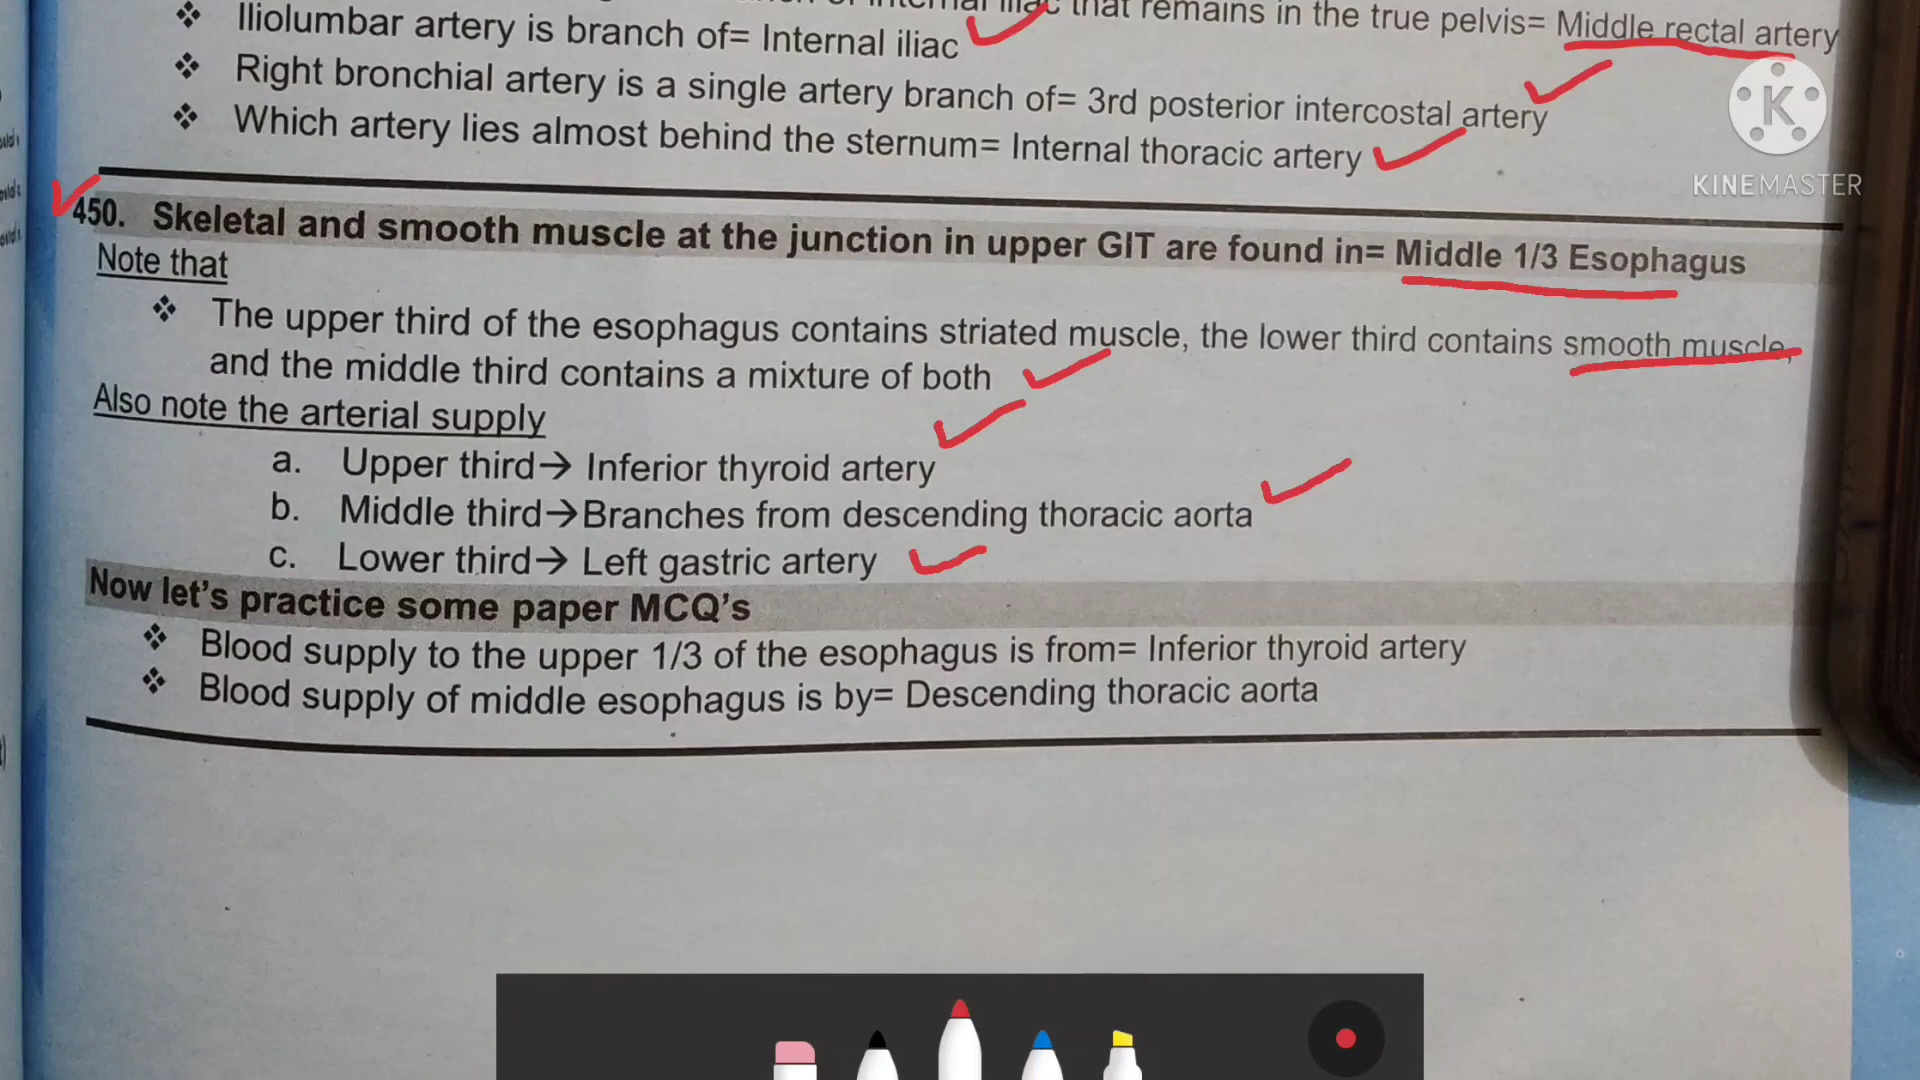 that remains in the true pelvis= Middle rectal artery
❖ Iliolumbar artery is branch of= Internal iliac
❖ Right bronchial artery is a single artery branch of= 3rd posterior intercostal artery
❖ Which artery lies almost behind the sternum= Internal thoracic artery
K
KINEMASTER
450. Skeletal and smooth muscle at the junction in upper GIT are found in= Middle 1/3 Esophagus
Note that
❖ The upper third of the esophagus contains striated muscle, the lower third contains smooth muscle,
and the middle third contains a mixture of both
Also note the arterial supply
a. Upper third→ Inferior thyroid artery
b. Middle third→Branches from descending thoracic aorta
c. Lower third→ Left gastric artery
Now let's practice some paper MCQ's
❖ Blood supply to the upper 1/3 of the esophagus is from= Inferior thyroid artery
❖ Blood supply of middle esophagus is by= Descending thoracic aorta